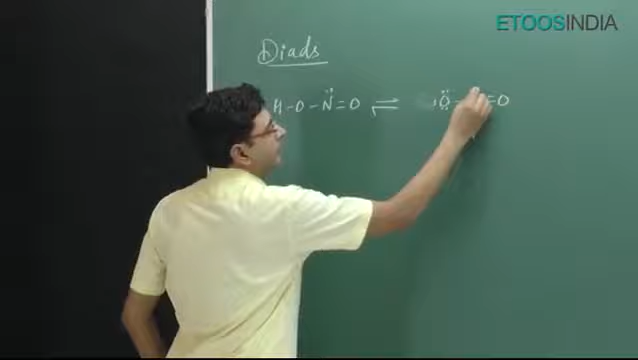 ETOOSINDIA
Diads
H-O-N̈=O ⇌ :Ö̤- =O